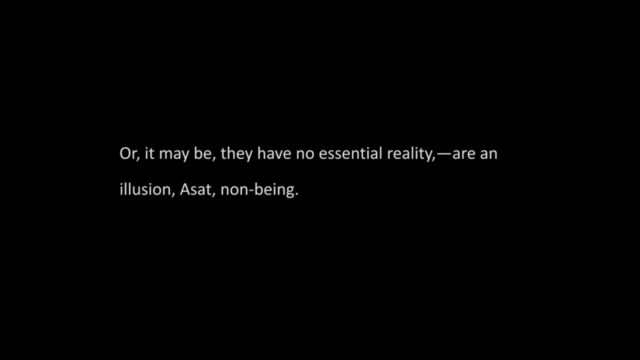 Or, it may be, they have no essential reality,—are an
illusion, Asat, non-being.